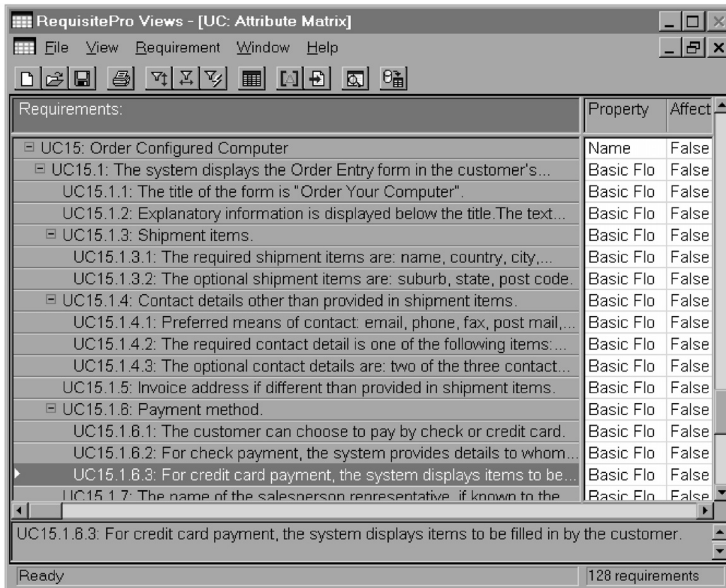 RequisitePro Views - [UC: Attribute Matrix]
File View Requirement Window Help
Requirements: Property Affect
UC15: Order Configured Computer Name False
UC15.1: The system displays the Order Entry form in the customer's... Basic Flo False
UC15.1.1: The title of the form is "Order Your Computer". Basic Flo False
UC15.1.2: Explanatory information is displayed below the title.The text... Basic Flo False
UC15.1.3: Shipment items. Basic Flo False
UC15.1.3.1: The required shipment items are: name, country, city,... Basic Flo False
UC15.1.3.2: The optional shipment items are: suburb, state, post code. Basic Flo False
UC15.1.4: Contact details other than provided in shipment items. Basic Flo False
UC15.1.4.1: Preferred means of contact: email, phone, fax, post mail,... Basic Flo False
UC15.1.4.2: The required contact detail is one of the following items:... Basic Flo False
UC15.1.4.3: The optional contact details are: two of the three contact... Basic Flo False
UC15.1.5: Invoice address if different than provided in shipment items. Basic Flo False
UC15.1.6: Payment method. Basic Flo False
UC15.1.6.1: The customer can choose to pay by check or credit card. Basic Flo False
UC15.1.6.2: For check payment, the system provides details to whom... Basic Flo False
UC15.1.6.3: For credit card payment, the system displays items to be... Basic Flo False
UC15.1.7: The name of the salesperson representative, if known to the Basic Flo False
UC15.1.6.3: For credit card payment, the system displays items to be filled in by the customer.
Ready 128 requirements